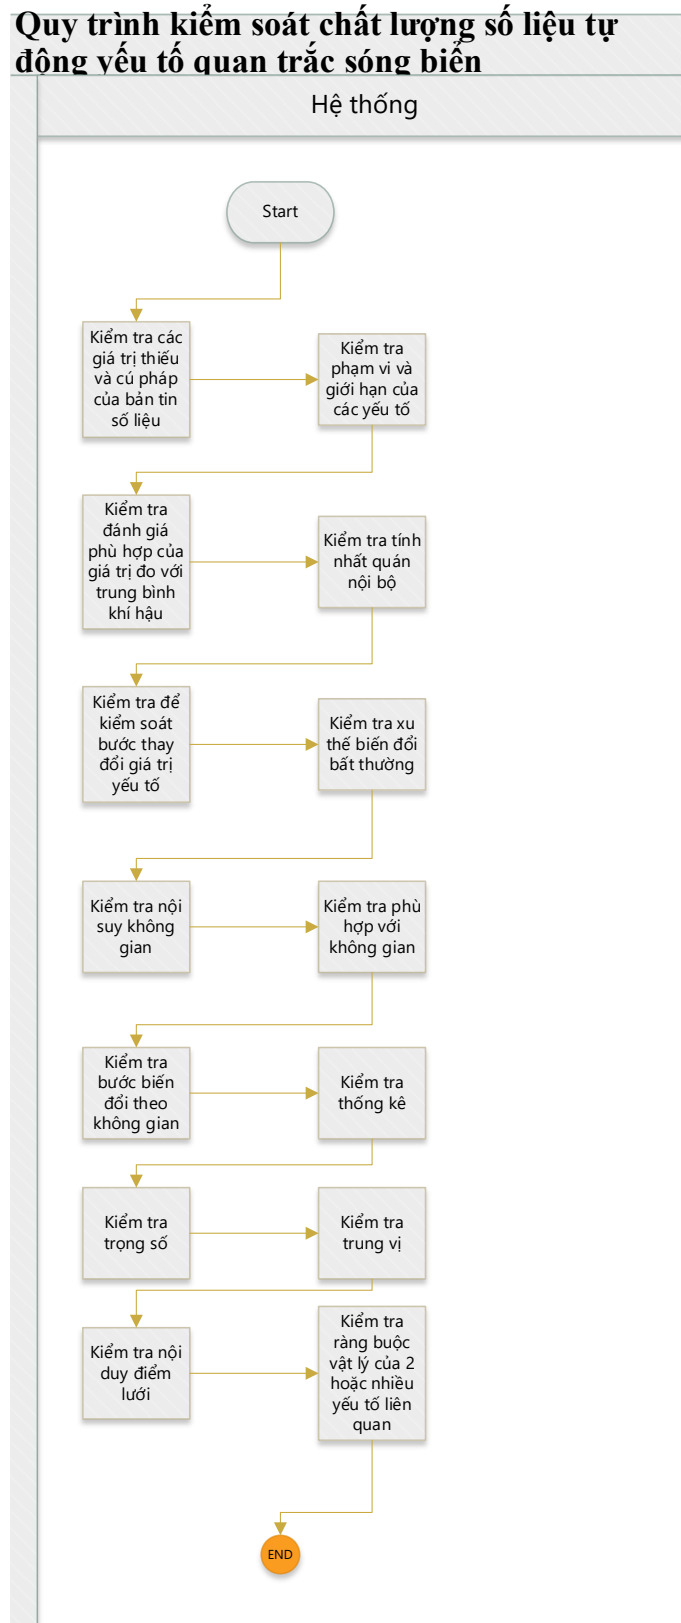 Quy trình kiểm soát chất lượng số liệu tự
động yếu tố quan trắc sóng biển
Hệ thống
Start
Kiểm tra các
giá trị thiếu
và cú pháp
của bản tin
số liệu
Kiểm tra
phạm vi và
giới hạn của
các yếu tố
Kiểm tra
đánh giá
phù hợp của
giá trị đo với
trung bình
khí hậu
Kiểm tra tính
nhất quán
nội bộ
Kiểm tra để
kiểm soát
bước thay
đổi giá trị
yếu tố
Kiểm tra xu
thế biến đổi
bất thường
Kiểm tra nội
suy không
gian
Kiểm tra phù
hợp với
không gian
Kiểm tra
bước biến
đổi theo
không gian
Kiểm tra
thống kê
Kiểm tra
trọng số
Kiểm tra
trung vị
Kiểm tra nội
duy điểm
lưới
Kiểm tra
ràng buộc
vật lý của 2
hoặc nhiều
yếu tố liên
quan
END